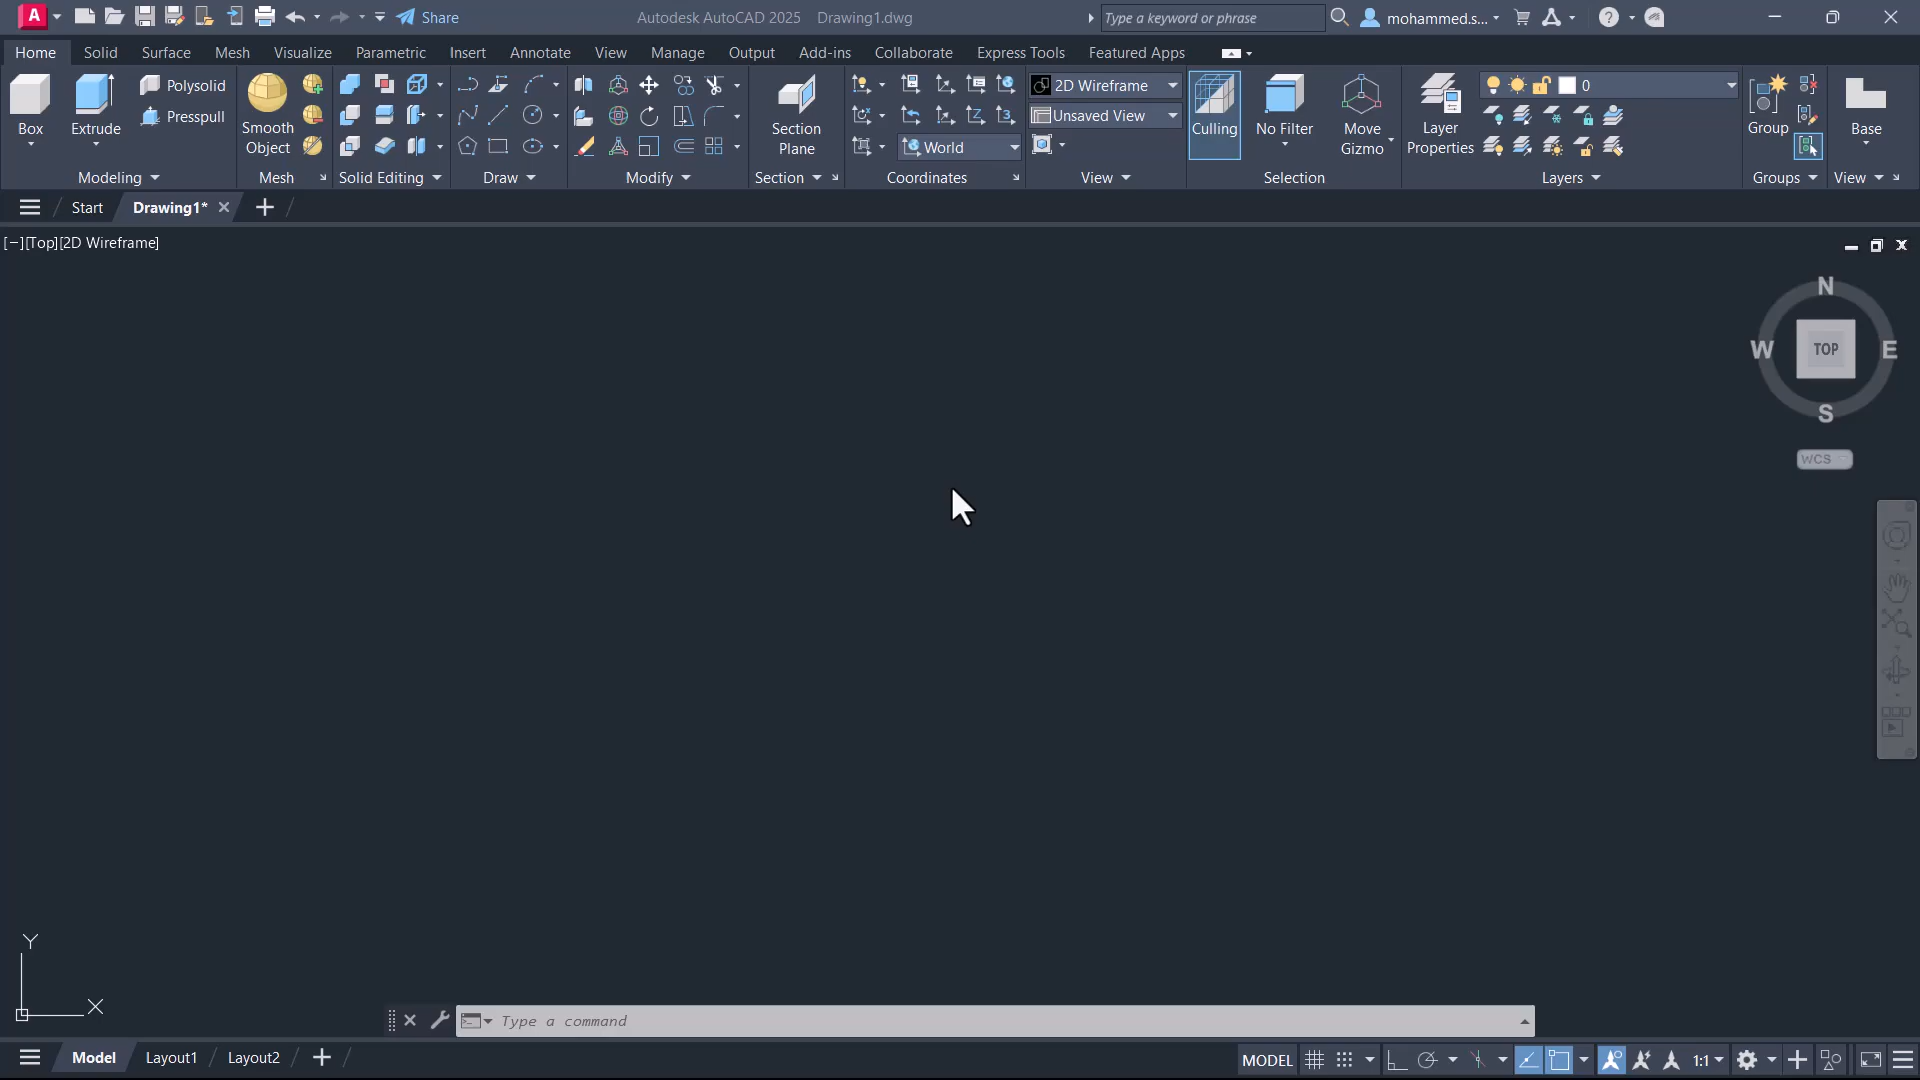 A Share Autodesk AutoCAD 2025 Drawing1.dwg Type a keyword or phrase mohammed.s...
Home Solid Surface Mesh Visualize Parametric Insert Annotate View Manage Output Add-ins Collaborate Express Tools Featured Apps
Polysolid 2D Wireframe 0
Box Extrude Presspull Smooth Object Section Plane Unsaved View Culling No Filter Move Gizmo Layer Properties Group Base
World
Modeling Mesh Solid Editing Draw Modify Section Coordinates View Selection Layers Groups View
Start Drawing1*
[−][Top][2D Wireframe]
N
W TOP E
S
WCS
Y
X
Type a command
Model Layout1 Layout2 MODEL 1:1